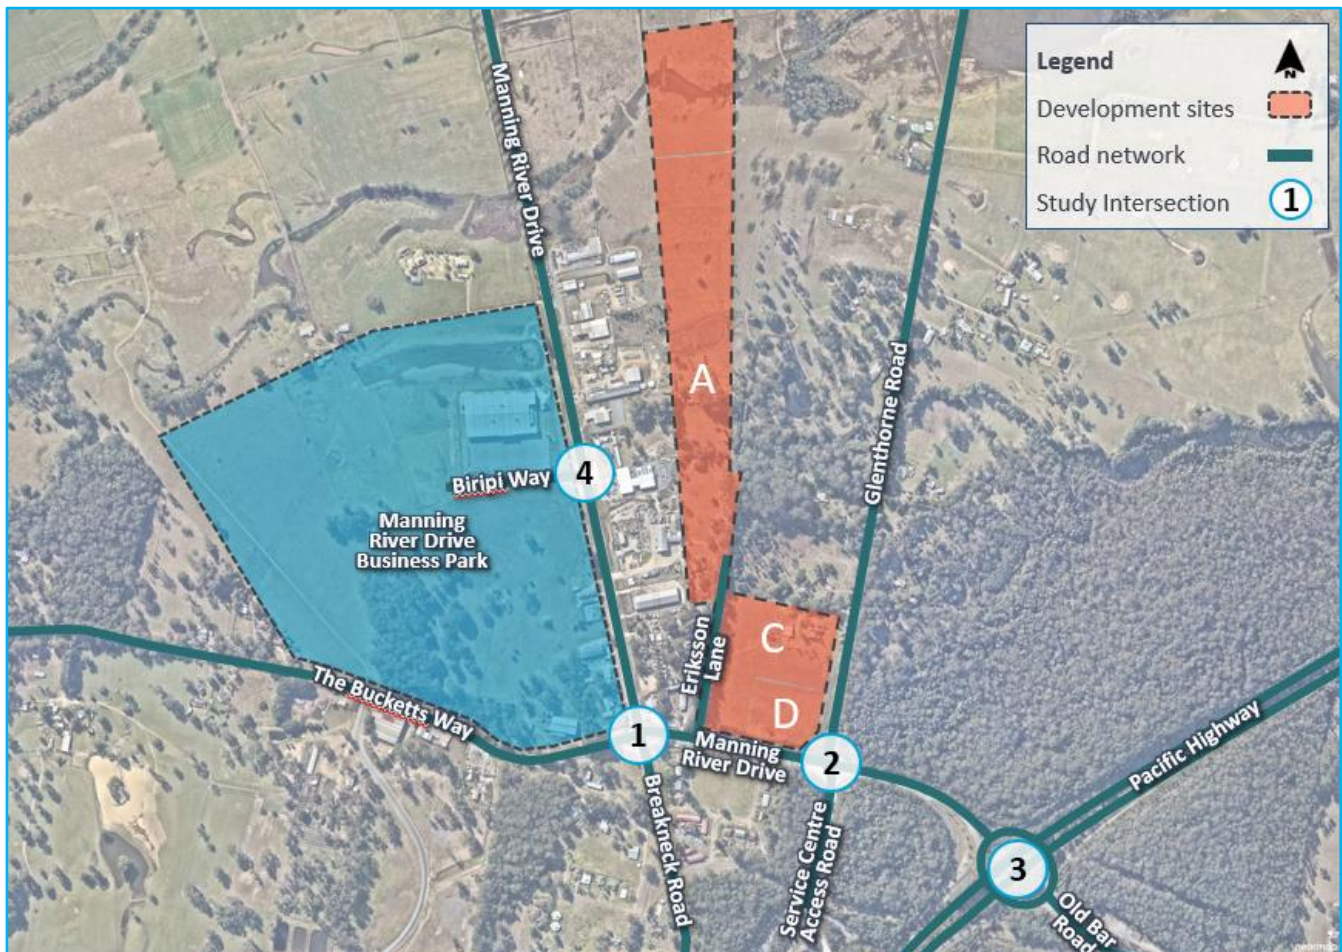 Legend
N
Development sites
Road network
Study Intersection
1
Manning River Drive
A
Glenthorne Road
4
Biripi Way
Manning
River Drive
Business Park
Eriksson
Lane
C
D
The Bucketts Way
1
Manning
River Drive
2
Pacific Highway
Breakneck Road
Service Centre
Access Road
3
Old Bar
Road